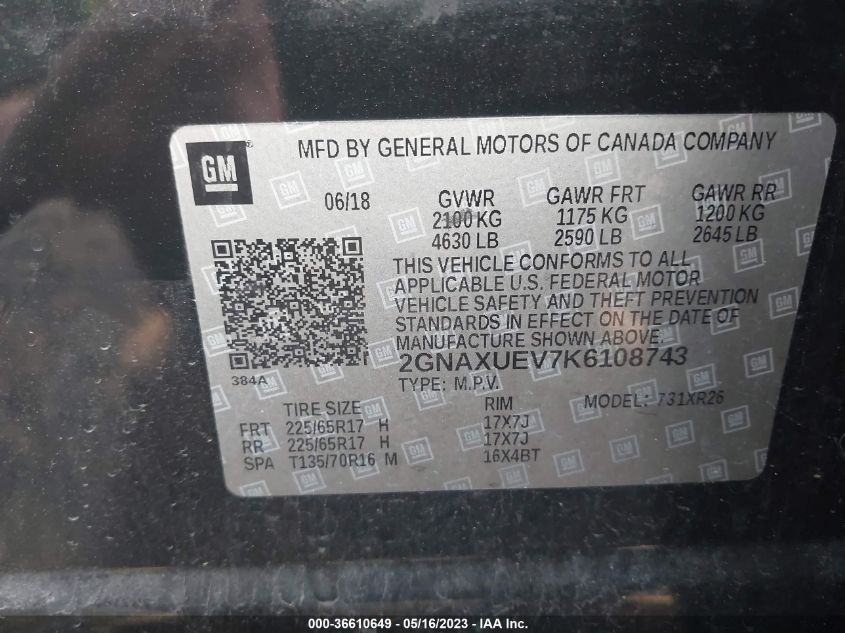 GM
MFD BY GENERAL MOTORS OF CANADA COMPANY
06/18 GVWR GAWR FRT GAWR RR
2100 KG 1175 KG 1200 KG
4630 LB 2590 LB 2645 LB
THIS VEHICLE CONFORMS TO ALL
APPLICABLE U.S. FEDERAL MOTOR
VEHICLE SAFETY AND THEFT PREVENTION
STANDARDS IN EFFECT ON THE DATE OF
MANUFACTURE SHOWN ABOVE.
2GNAXUEV7K6108743
384A TYPE: M.P.V. MODEL: 731XR26
TIRE SIZE RIM
FRT 225/65R17 H 17X7J
RR 225/65R17 H 17X7J
SPA T135/70R16 M 16X4BT
000-36610649 - 05/16/2023 - © IAA Inc.